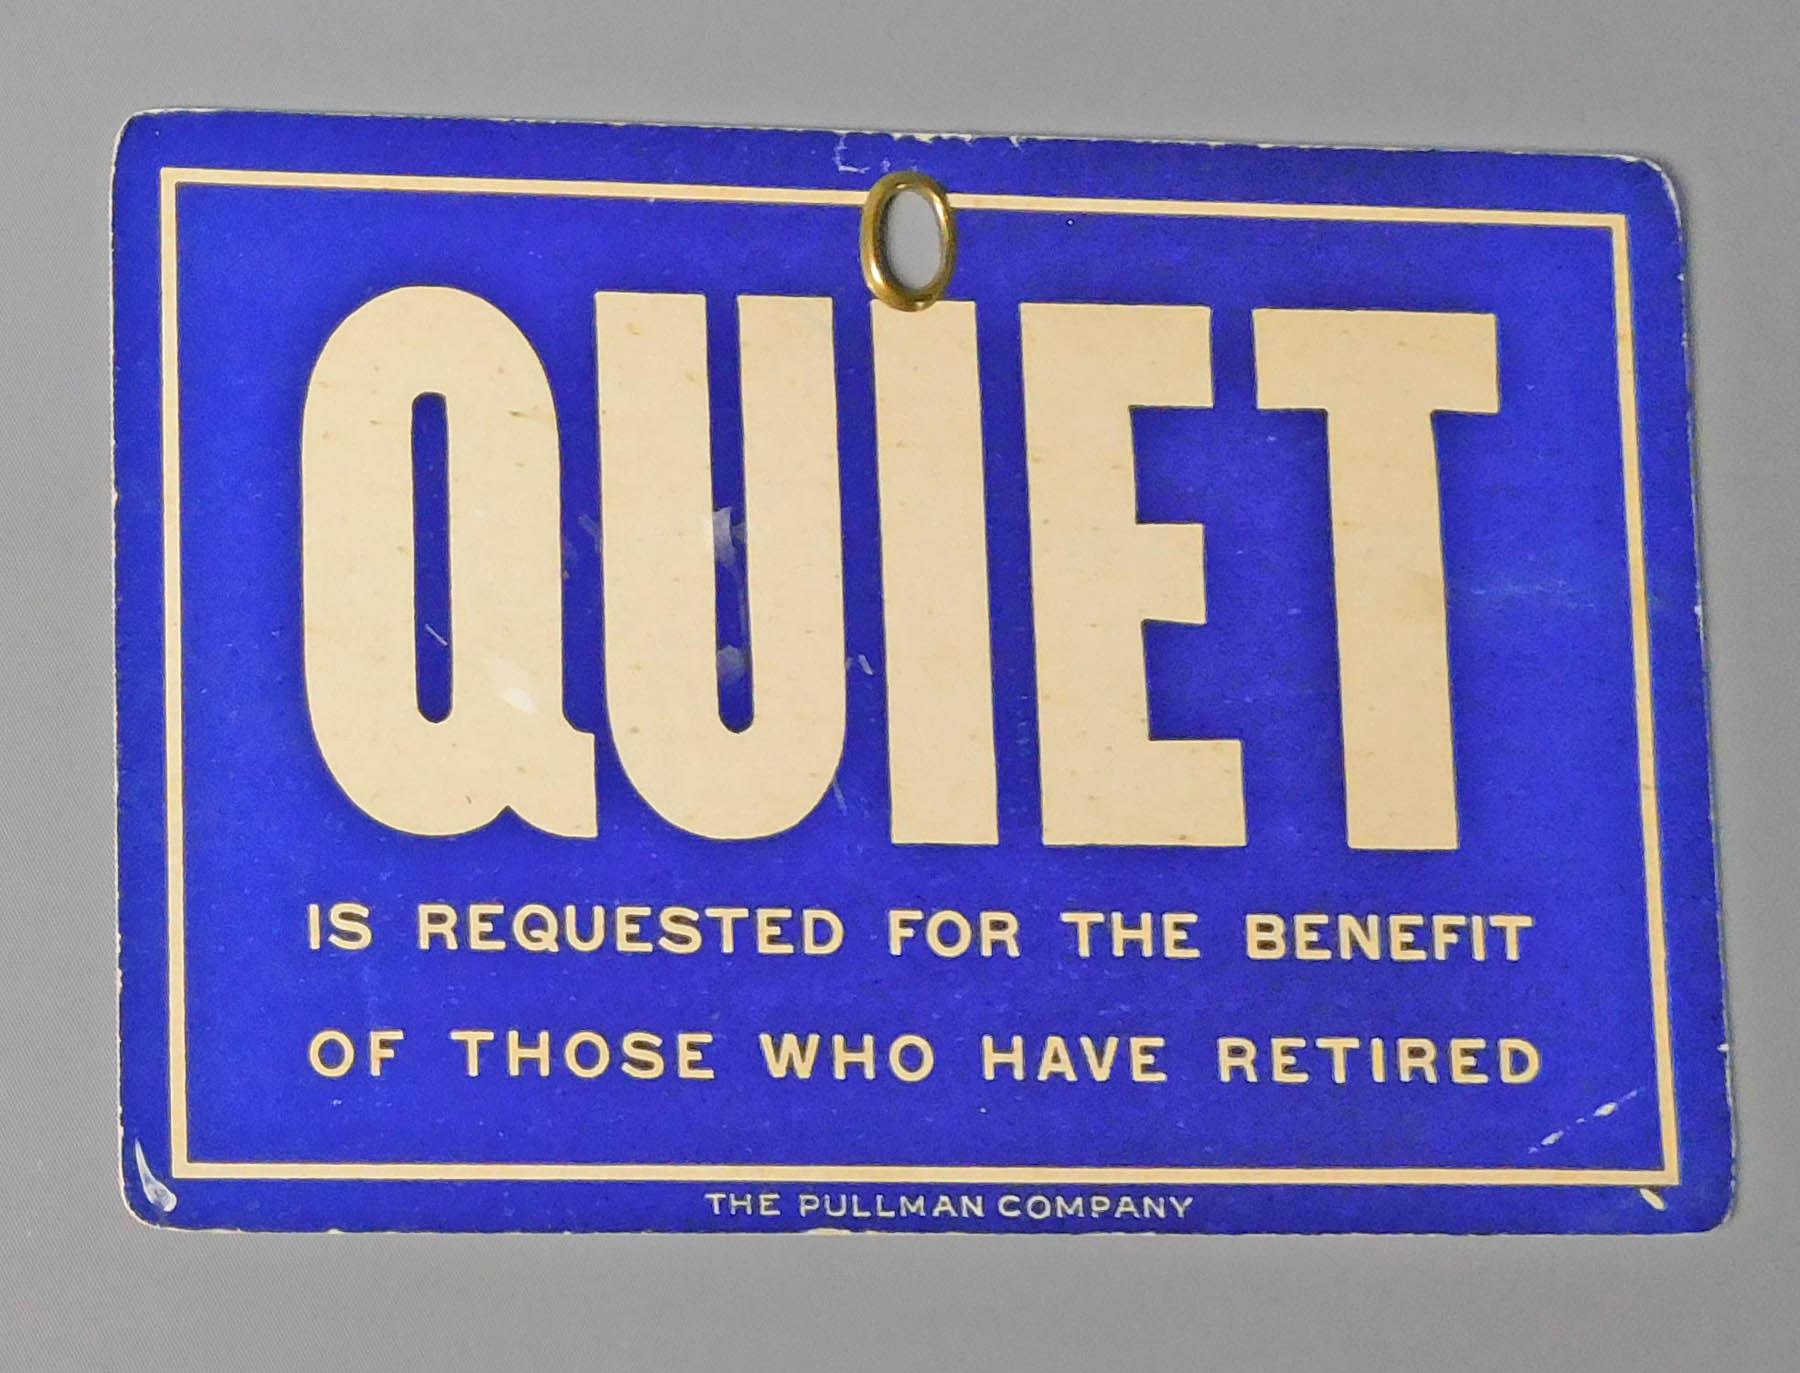 QUIET
IS REQUESTED FOR THE BENEFIT
OF THOSE WHO HAVE RETIRED
THE PULLMAN COMPANY